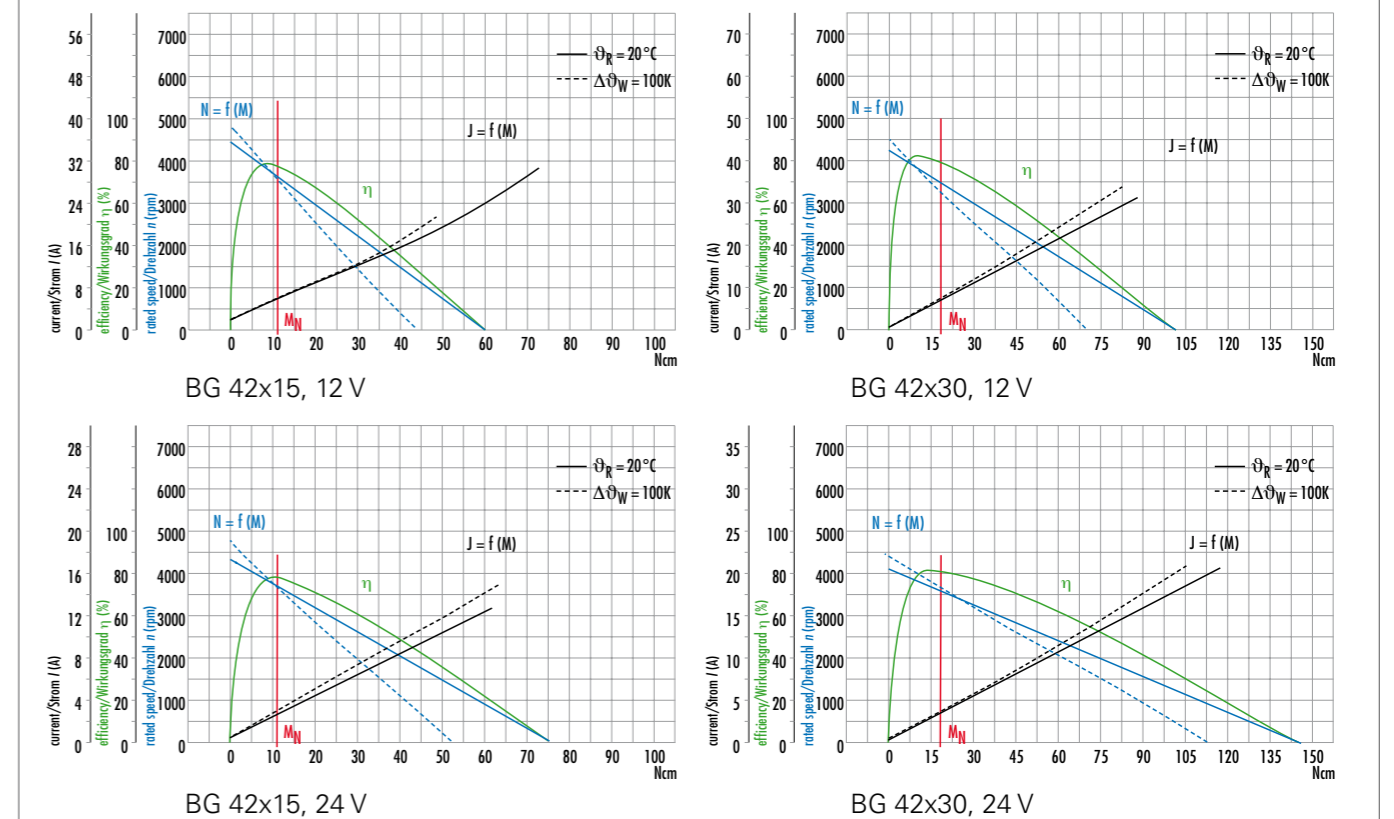 56
48
40
32
24
16
8
0
current/Strom I (A)
100
80
60
40
20
0
efficiency/Wirkungsgrad η (%)
7000
6000
5000
4000
3000
2000
1000
0
rated speed/Drehzahl n (rpm)
N = f (M)
ϑR = 20°C
ΔϑW = 100K
J = f (M)
η
MN
0 10 20 30 40 50 60 70 80 90 100
Ncm
BG 42x15, 12 V
70
60
50
40
30
20
10
0
current/Strom I (A)
100
80
60
40
20
0
efficiency/Wirkungsgrad η (%)
7000
6000
5000
4000
3000
2000
1000
0
rated speed/Drehzahl n (rpm)
N = f (M)
ϑR = 20°C
ΔϑW = 100K
J = f (M)
η
MN
0 15 30 45 60 75 90 105 120 135 150
Ncm
BG 42x30, 12 V
28
24
20
16
12
8
4
0
current/Strom I (A)
100
80
60
40
20
0
efficiency/Wirkungsgrad η (%)
7000
6000
5000
4000
3000
2000
1000
0
rated speed/Drehzahl n (rpm)
N = f (M)
ϑR = 20°C
ΔϑW = 100K
J = f (M)
η
MN
0 10 20 30 40 50 60 70 80 90 100
Ncm
BG 42x15, 24 V
35
30
25
20
15
10
5
0
current/Strom I (A)
100
80
60
40
20
0
efficiency/Wirkungsgrad η (%)
7000
6000
5000
4000
3000
2000
1000
0
rated speed/Drehzahl n (rpm)
N = f (M)
ϑR = 20°C
ΔϑW = 100K
J = f (M)
η
MN
0 15 30 45 60 75 90 105 120 135 150
Ncm
BG 42x30, 24 V